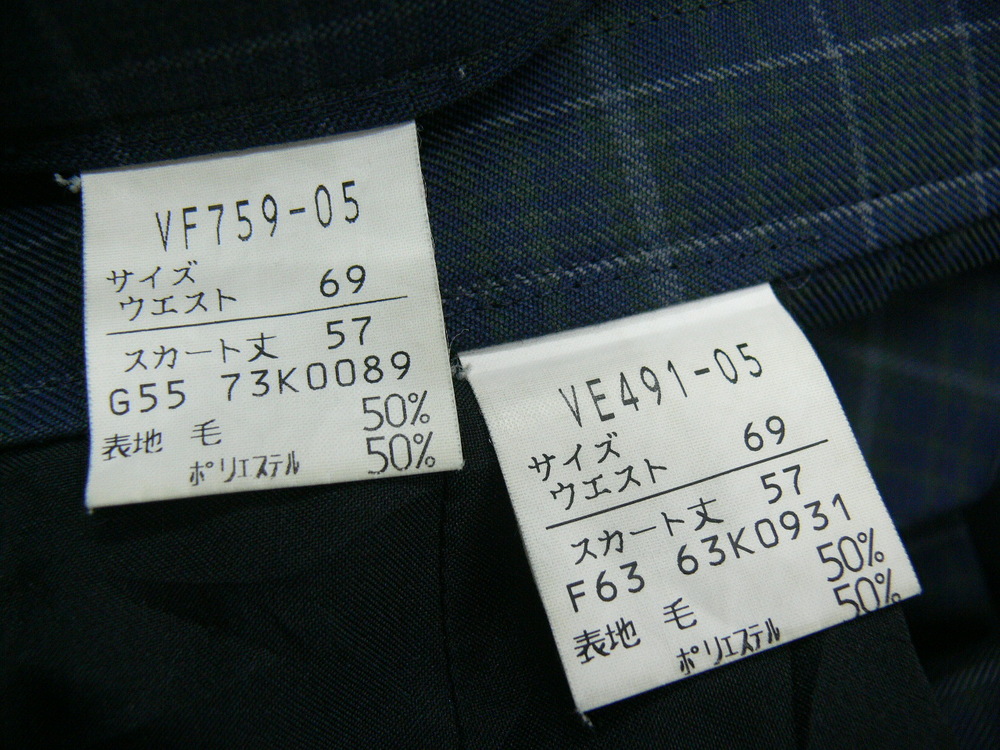 VF759-05
サイズ
ウエスト 69
スカート丈 57
G55 73K0089
表地 毛 50%
ポリエステル 50%
VE491-05
サイズ
ウエスト 69
スカート丈 57
F63 63K0931
表地 毛 50%
ポリエステル 50%